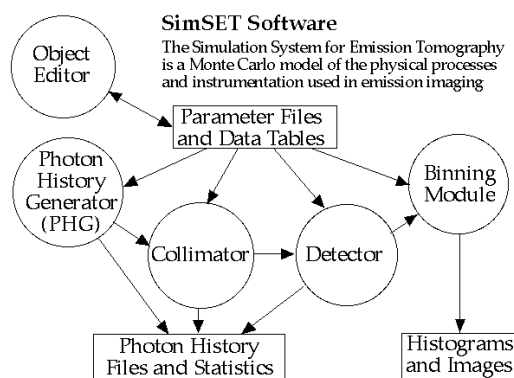 SimSET Software
The Simulation System for Emission Tomography
is a Monte Carlo model of the physical processes
and instrumentation used in emission imaging
Object
Editor
Parameter Files
and Data Tables
Photon
History
Generator
(PHG)
Binning
Module
Collimator
Detector
Photon History
Files and Statistics
Histograms
and Images